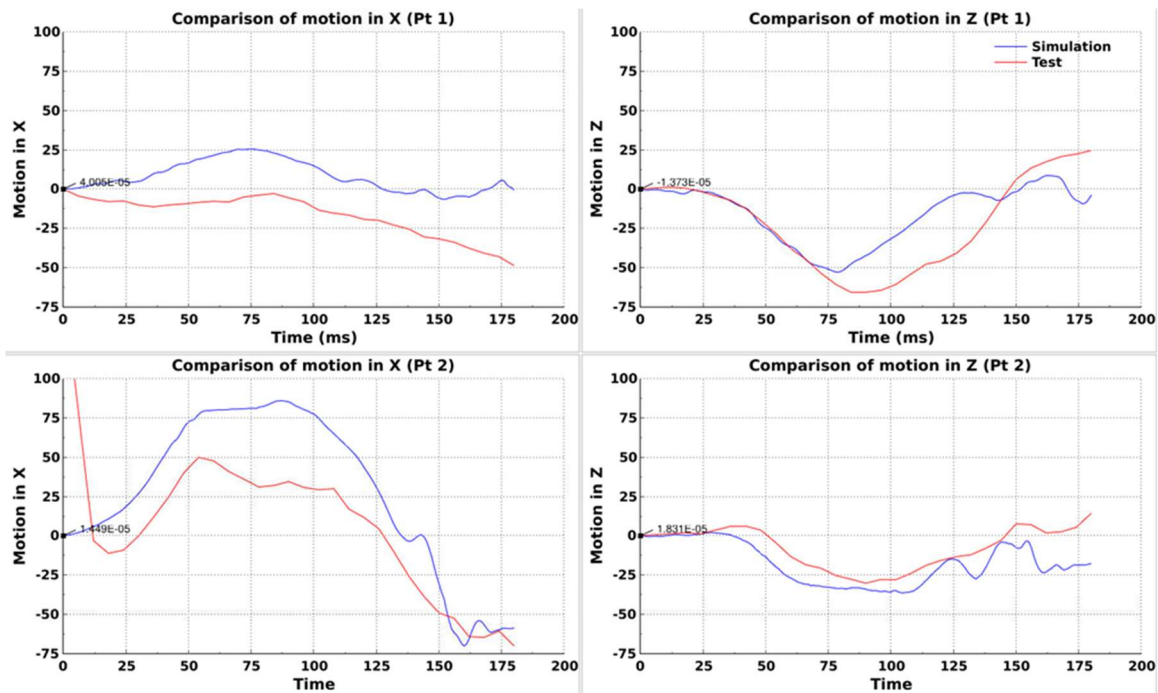 Comparison of motion in X (Pt 1)
100
75
50
25
0
-25
-50
-75
Motion in X
4.005E-05
0 25 50 75 100 125 150 175 200
Time (ms)
Comparison of motion in Z (Pt 1)
Simulation
Test
100
75
50
25
0
-25
-50
-75
Motion in Z
-1.373E-05
0 25 50 75 100 125 150 175 200
Time (ms)
Comparison of motion in X (Pt 2)
100
75
50
25
0
-25
-50
-75
Motion in X
1.449E-05
0 25 50 75 100 125 150 175 200
Time
Comparison of motion in Z (Pt 2)
100
75
50
25
0
-25
-50
-75
Motion in Z
1.831E-05
0 25 50 75 100 125 150 175 200
Time